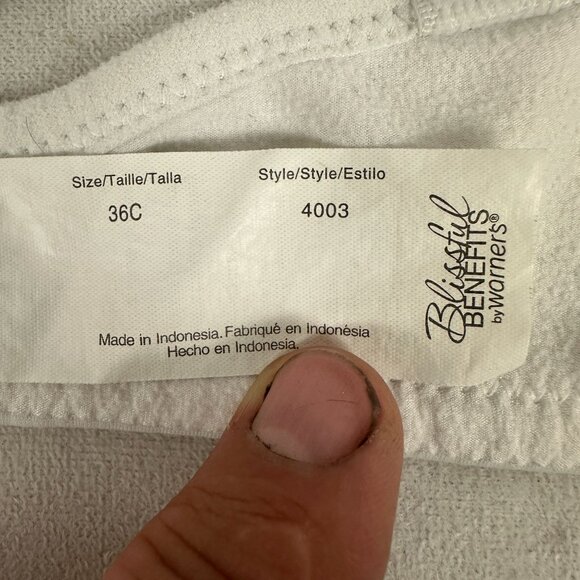 Size/Taille/Talla
36C
Style/Style/Estilo
4003
Made in Indonesia. Fabriqué en Indonésia
Hecho en Indonesia.
Blissful
BENEFITS
by warners®